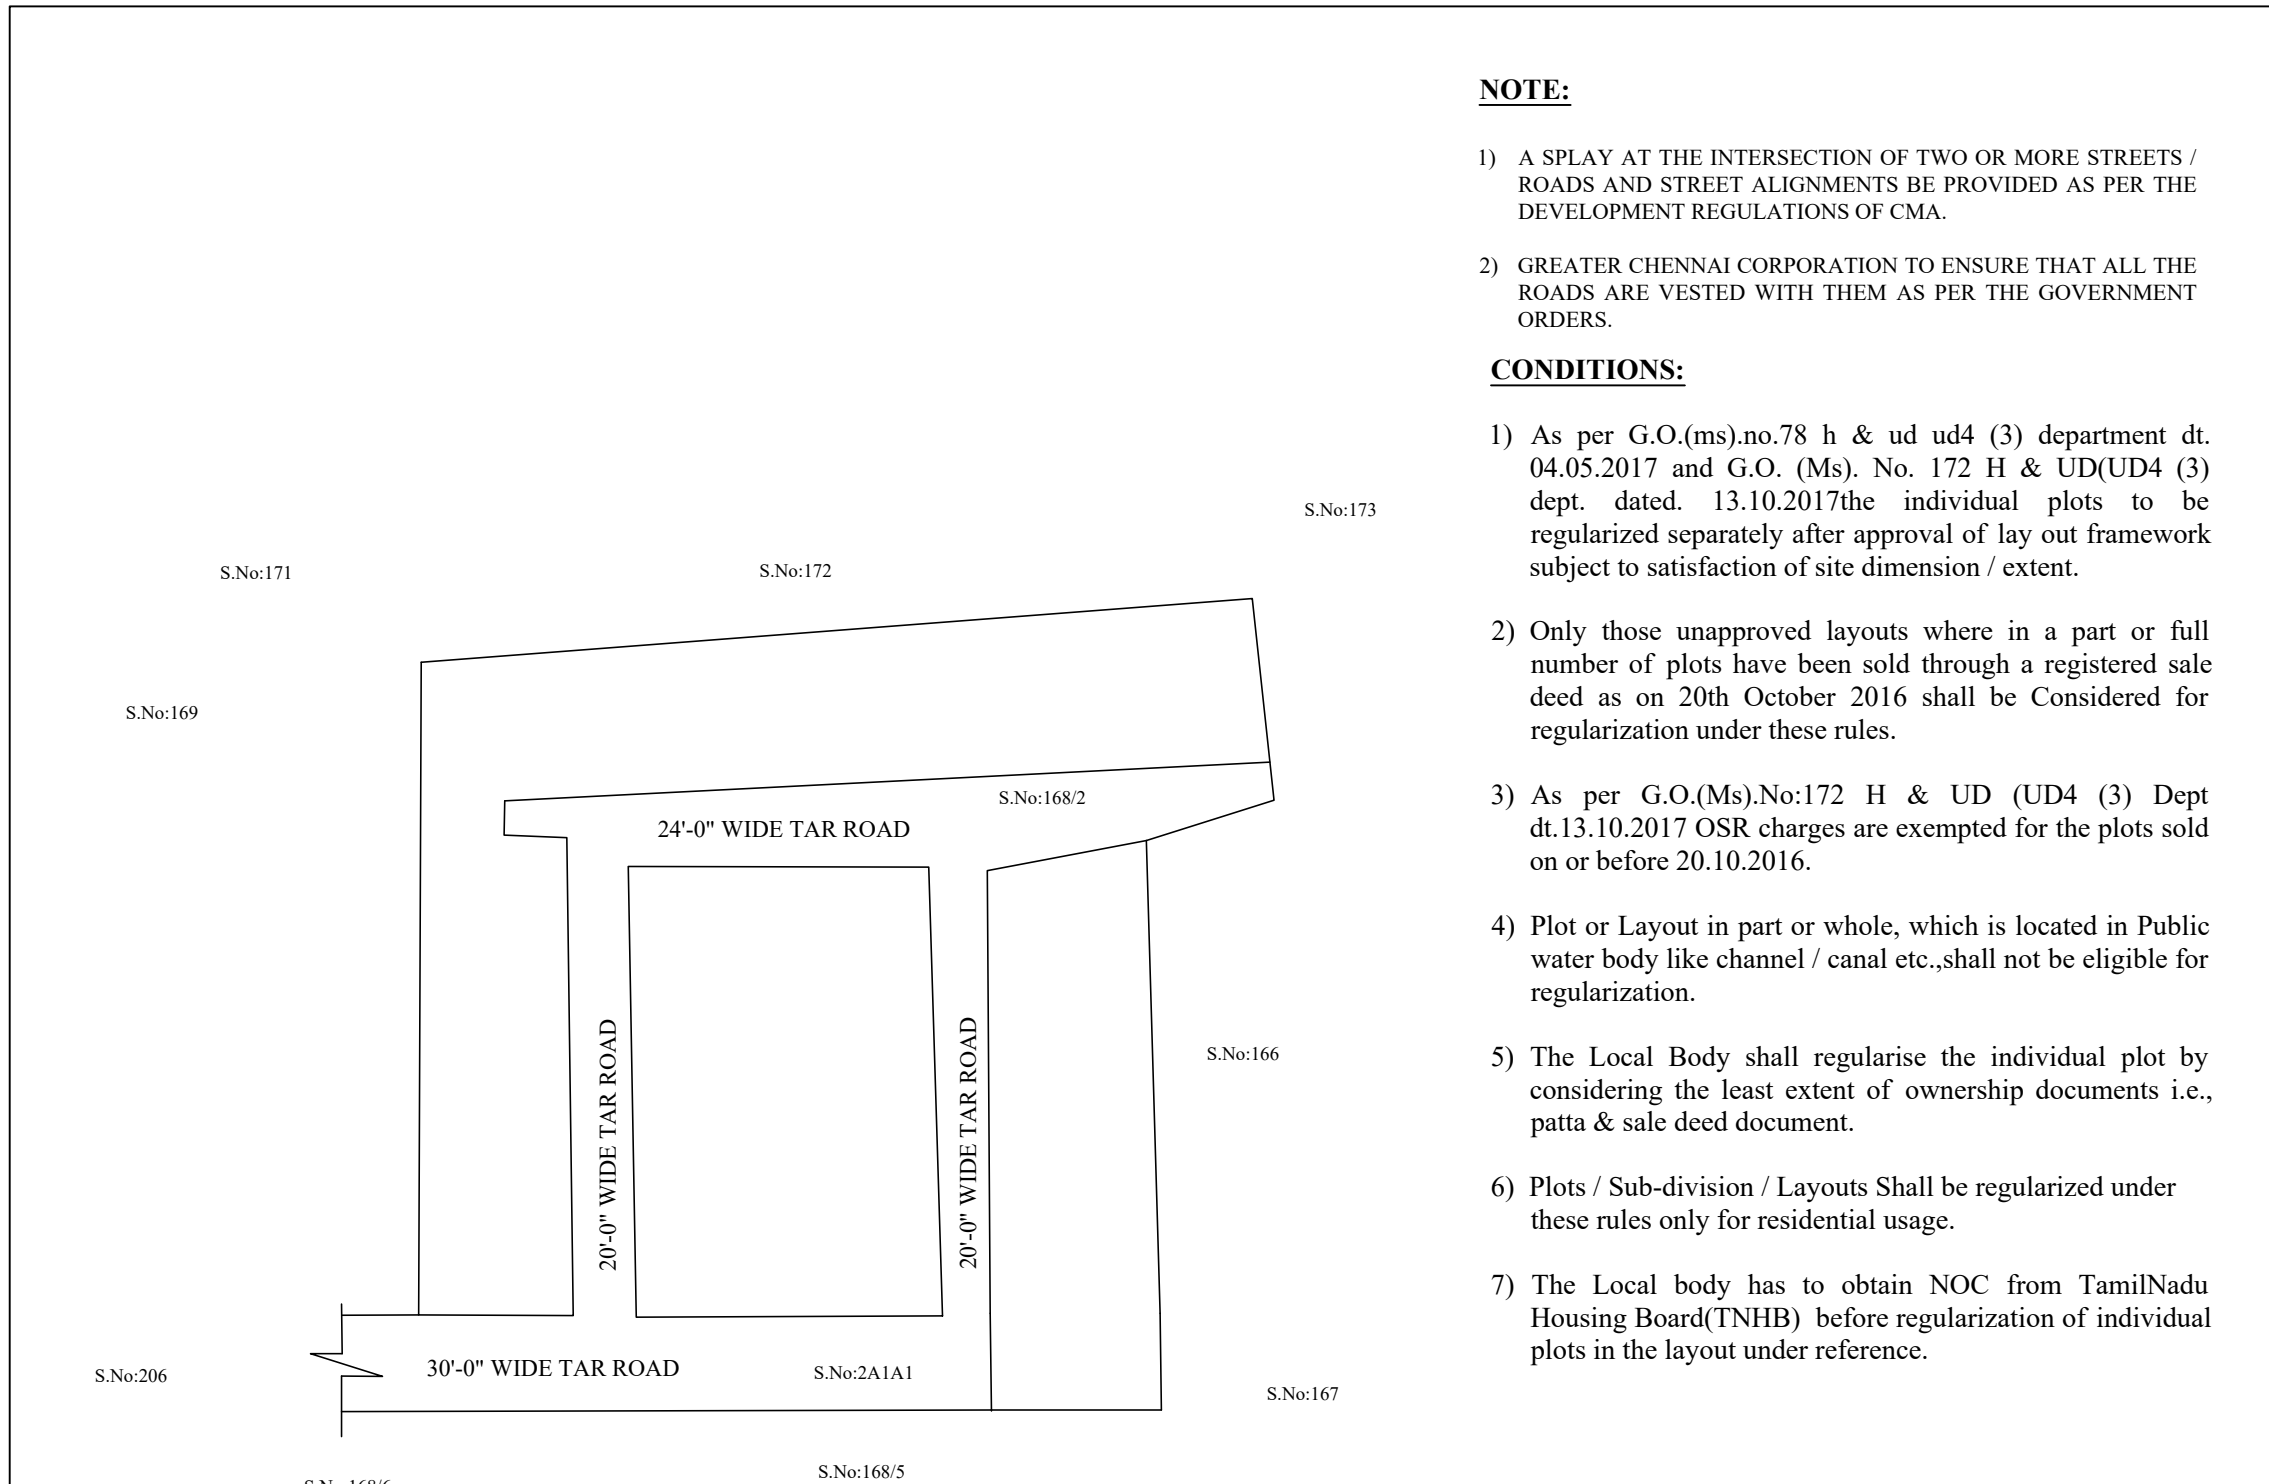 NOTE:
1) A SPLAY AT THE INTERSECTION OF TWO OR MORE STREETS /
ROADS AND STREET ALIGNMENTS BE PROVIDED AS PER THE
DEVELOPMENT REGULATIONS OF CMA.
2) GREATER CHENNAI CORPORATION TO ENSURE THAT ALL THE
ROADS ARE VESTED WITH THEM AS PER THE GOVERNMENT
ORDERS.
CONDITIONS:
1) As per G.O.(ms).no.78 h & ud ud4 (3) department dt.
04.05.2017 and G.O. (Ms). No. 172 H & UD(UD4 (3)
dept. dated. 13.10.2017the individual plots to be
regularized separately after approval of lay out framework
subject to satisfaction of site dimension / extent.
2) Only those unapproved layouts where in a part or full
number of plots have been sold through a registered sale
deed as on 20th October 2016 shall be Considered for
regularization under these rules.
3) As per G.O.(Ms).No:172 H & UD (UD4 (3) Dept
dt.13.10.2017 OSR charges are exempted for the plots sold
on or before 20.10.2016.
4) Plot or Layout in part or whole, which is located in Public
water body like channel / canal etc.,shall not be eligible for
regularization.
5) The Local Body shall regularise the individual plot by
considering the least extent of ownership documents i.e.,
patta & sale deed document.
6) Plots / Sub-division / Layouts Shall be regularized under
these rules only for residential usage.
7) The Local body has to obtain NOC from TamilNadu
Housing Board(TNHB) before regularization of individual
plots in the layout under reference.
S.No:173
S.No:171
S.No:172
S.No:169
S.No:168/2
24'-0" WIDE TAR ROAD
20'-0" WIDE TAR ROAD
20'-0" WIDE TAR ROAD
S.No:166
30'-0" WIDE TAR ROAD
S.No:2A1A1
S.No:206
S.No:167
S.No:168/5
S.No:168/6